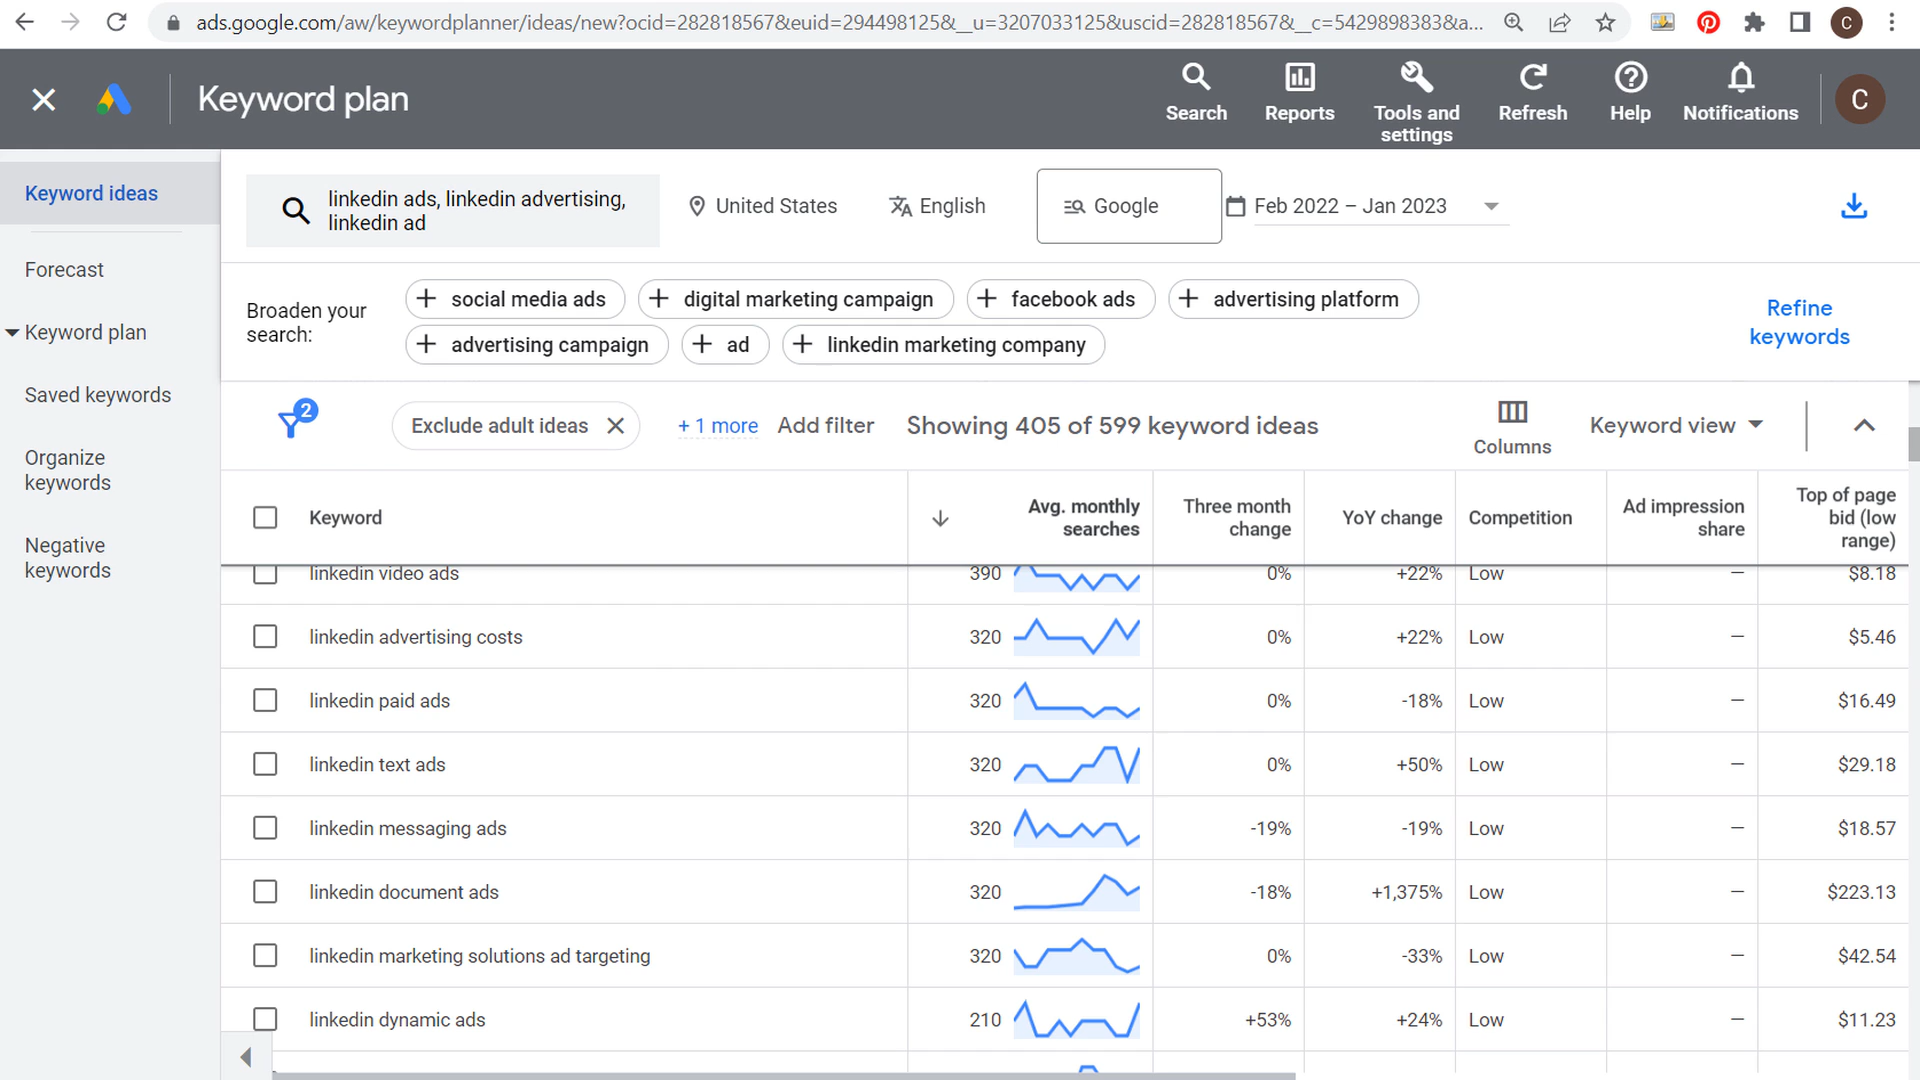 ads.google.com/aw/keywordplanner/ideas/new?ocid=282818567&euid=294498125&__u=3207033125&uscid=282818567&__c=5429898383&a...
C
Keyword plan
Search
Reports
Tools and
settings
Refresh
Help
Notifications
C
Keyword ideas
Forecast
Keyword plan
Saved keywords
Organize
keywords
Negative
keywords
linkedin ads, linkedin advertising,
linkedin ad
United States
English
Google
Feb 2022 – Jan 2023
Broaden your
search:
social media ads
digital marketing campaign
facebook ads
advertising platform
advertising campaign
ad
linkedin marketing company
Refine
keywords
2
Exclude adult ideas
+ 1 more
Add filter
Showing 405 of 599 keyword ideas
Columns
Keyword view
Keyword
Avg. monthly
searches
Three month
change
YoY change
Competition
Ad impression
share
Top of page
bid (low
range)
linkedin video ads 390 0% +22% Low — $8.18
linkedin advertising costs 320 0% +22% Low — $5.46
linkedin paid ads 320 0% -18% Low — $16.49
linkedin text ads 320 0% +50% Low — $29.18
linkedin messaging ads 320 -19% -19% Low — $18.57
linkedin document ads 320 -18% +1,375% Low — $223.13
linkedin marketing solutions ad targeting 320 0% -33% Low — $42.54
linkedin dynamic ads 210 +53% +24% Low — $11.23